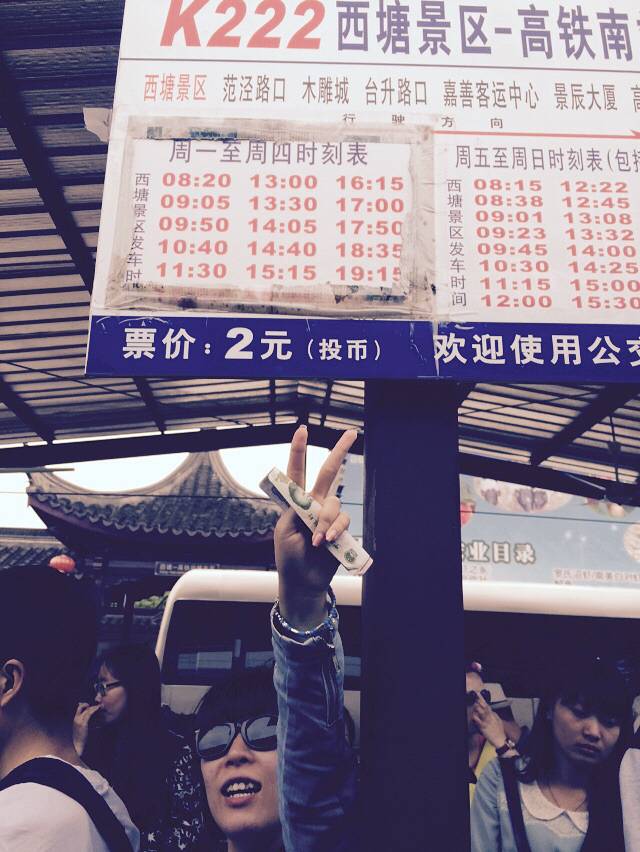 K222 西塘景区-高铁南
西塘景区 范泾路口 木雕城 台升路口 嘉善客运中心 景辰大厦
行驶方向
周一至周四时刻表
西塘景区发车时
08:20 13:00 16:15
09:05 13:30 17:00
09:50 14:05 17:50
10:40 14:40 18:35
11:30 15:15 19:15
周五至周日时刻表(包括
西塘景区发车时间
08:15 12:22
08:38 12:45
09:01 13:08
09:23 13:32
09:45 14:00
10:30 14:25
11:15 15:00
12:00 15:30
票价：2元（投币）
欢迎使用公交
业目录